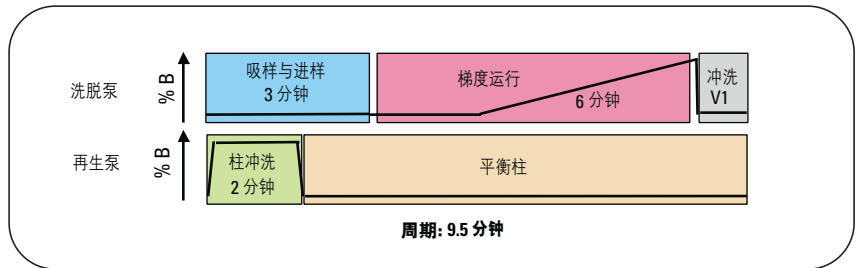 洗脱泵
% B
吸样与进样
3 分钟
梯度运行
6 分钟
冲洗
V1
再生泵
% B
柱冲洗
2 分钟
平衡柱
周期: 9.5 分钟